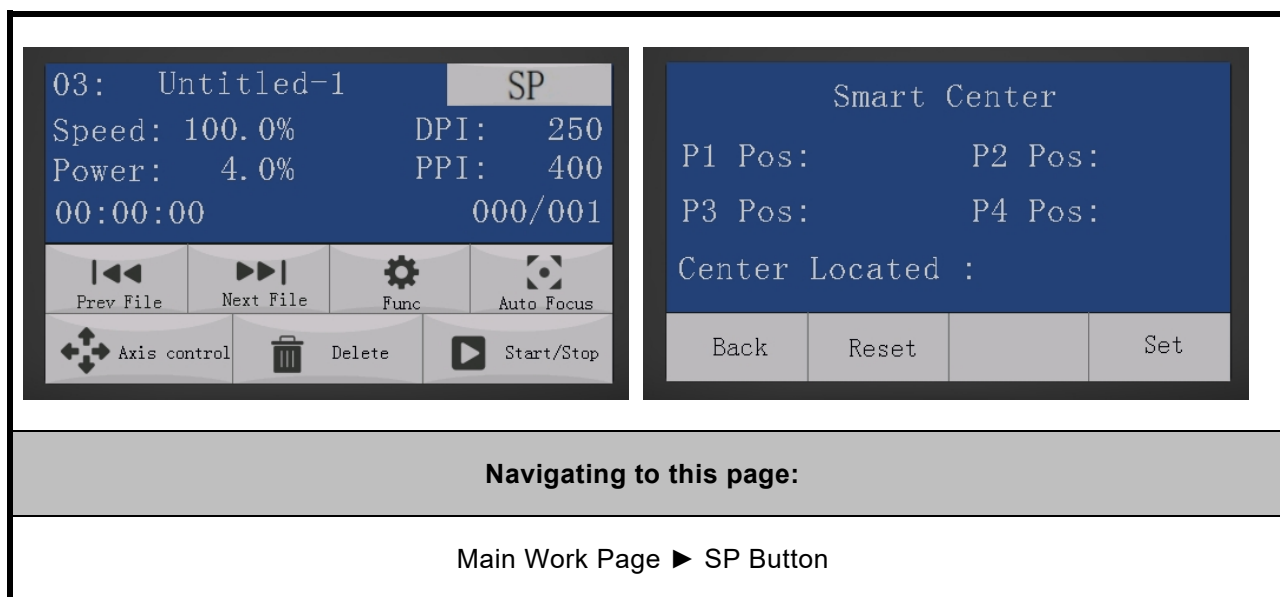 03: Untitled-1 SP
Speed: 100.0% DPI: 250
Power: 4.0% PPI: 400
00:00:00 000/001
Prev File Next File Func Auto Focus
Axis control Delete Start/Stop
Smart Center
P1 Pos: P2 Pos:
P3 Pos: P4 Pos:
Center Located :
Back Reset Set
Navigating to this page:
Main Work Page ► SP Button